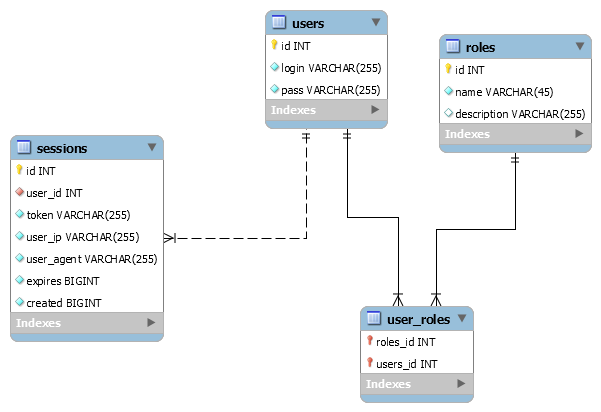 users
id INT
login VARCHAR(255)
pass VARCHAR(255)
Indexes
roles
id INT
name VARCHAR(45)
description VARCHAR(255)
Indexes
sessions
id INT
user_id INT
token VARCHAR(255)
user_ip VARCHAR(255)
user_agent VARCHAR(255)
expires BIGINT
created BIGINT
Indexes
user_roles
roles_id INT
users_id INT
Indexes